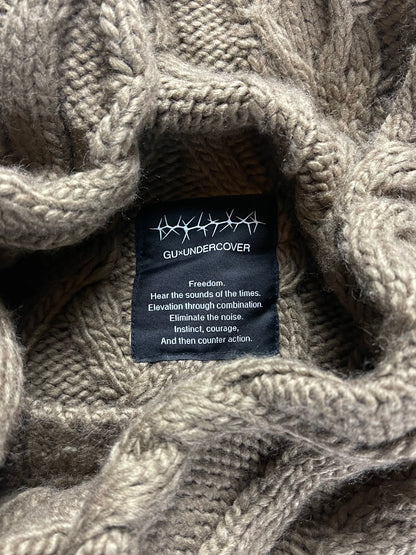 GU×UNDERCOVER
Freedom.
Hear the sounds of the times.
Elevation through combination.
Eliminate the noise.
Instinct, courage,
And then counter action.